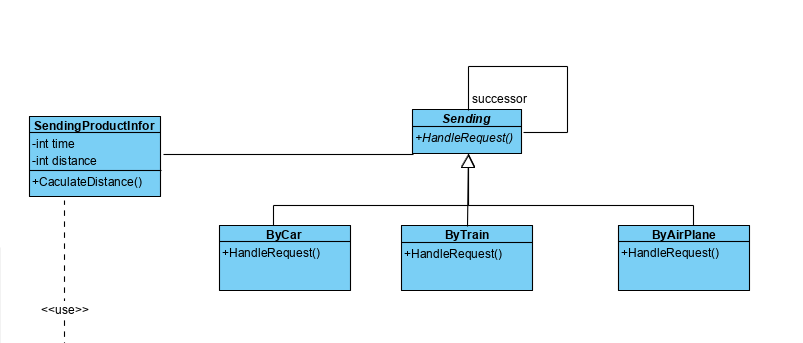 successor
Sending
+HandleRequest()
SendingProductInfor
-int time
-int distance
+CaculateDistance()
ByCar
+HandleRequest()
ByTrain
+HandleRequest()
ByAirPlane
+HandleRequest()
<<use>>